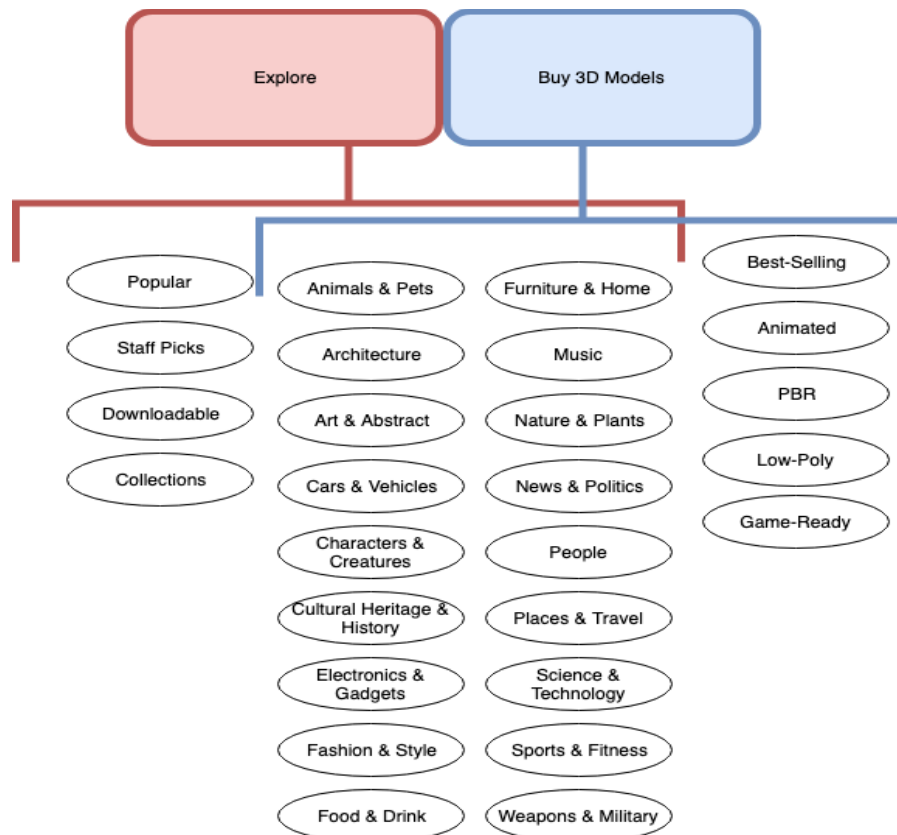 Explore
Buy 3D Models
Popular
Staff Picks
Downloadable
Collections
Animals & Pets
Architecture
Art & Abstract
Cars & Vehicles
Characters &
Creatures
Cultural Heritage &
History
Electronics &
Gadgets
Fashion & Style
Food & Drink
Furniture & Home
Music
Nature & Plants
News & Politics
People
Places & Travel
Science &
Technology
Sports & Fitness
Weapons & Military
Best-Selling
Animated
PBR
Low-Poly
Game-Ready